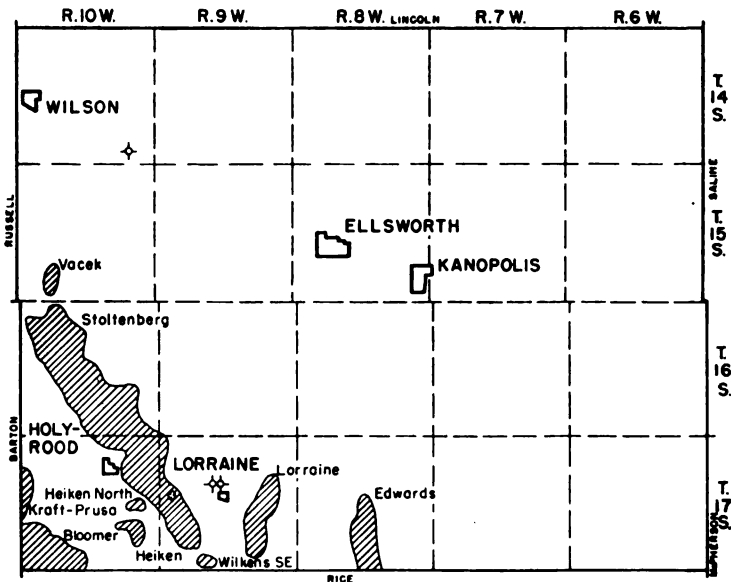 R.10 W. R.9 W. R.8 W. LINCOLN R.7 W. R.6 W.
T.
14
S.
WILSON
SALINE
RUSSELL
T.
15
S.
ELLSWORTH
KANOPOLIS
Vacek
Stoltenberg
T.
16
S.
BARTON
HOLY-
ROOD
LORRAINE
Lorraine
Edwards
Heiken North
Kraft-Prusa
T.
17
S.
Bloomer
Heiken
Wilkens SE
McPHERSON
RICE